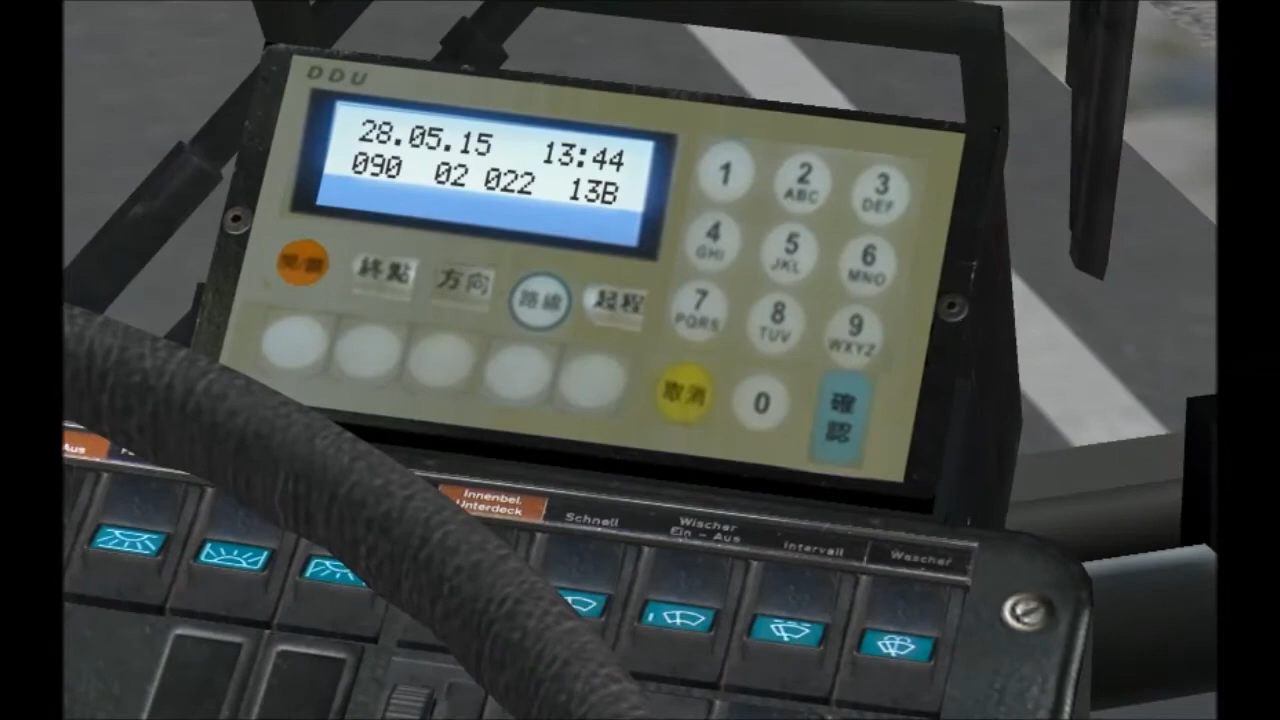 DDU
28.05.15 13:44
090 02 022 13B
1
2 ABC
3 DEF
4 GHI
5 JKL
6 MNO
7 PQRS
8 TUV
9 WXYZ
終點 方向 路線 起程
取消
0
確認
Aus
Innenbel.
Unterdeck
Schnell
Wischer
Ein - Aus
Intervall
Wascher